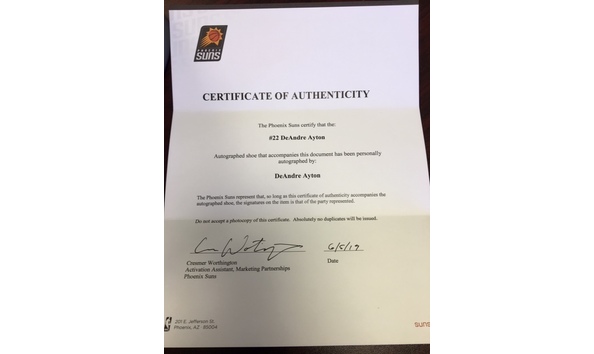 PHOENIX
SUNS
CERTIFICATE OF AUTHENTICITY
The Phoenix Suns certify that the:
#22 DeAndre Ayton
Autographed shoe that accompanies this document has been personally
autographed by:
DeAndre Ayton
The Phoenix Suns represent that, so long as this certificate of authenticity accompanies the
autographed shoe, the signatures on the item is that of the party represented.
Do not accept a photocopy of this certificate. Absolutely no duplicates will be issued.
6/5/19
Creamur Worthington Date
Activation Assistant, Marketing Partnerships
Phoenix Suns
201 E. Jefferson St.
Phoenix, AZ 85004
suns